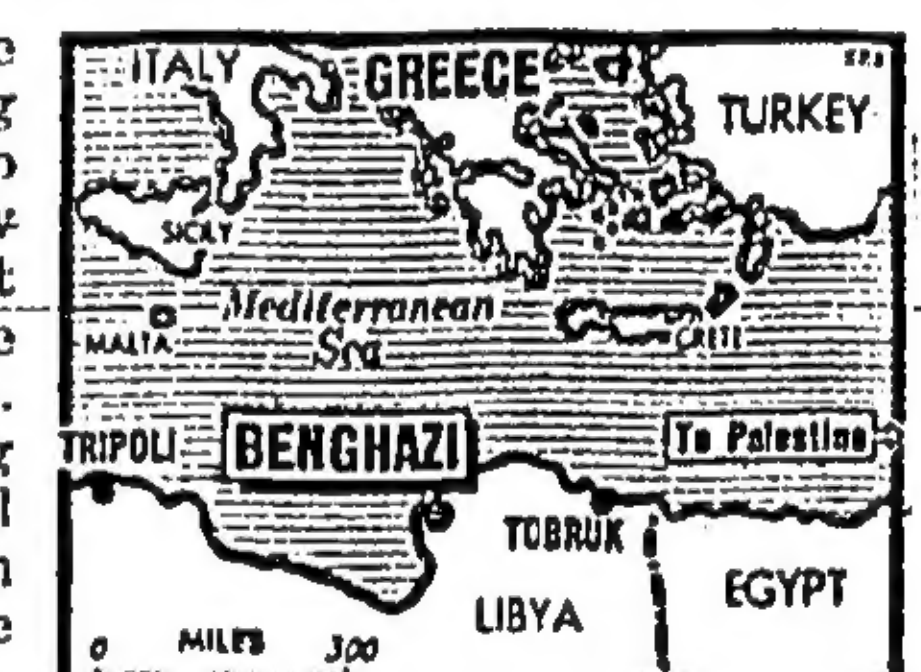 ITALY
GREECE
TURKEY
SICILY
Mediterranean
Sea
MALTA
CRETE
TRIPOLI
BENGHAZI
To Palestine
TOBRUK
EGYPT
LIBYA
0 MILES 300